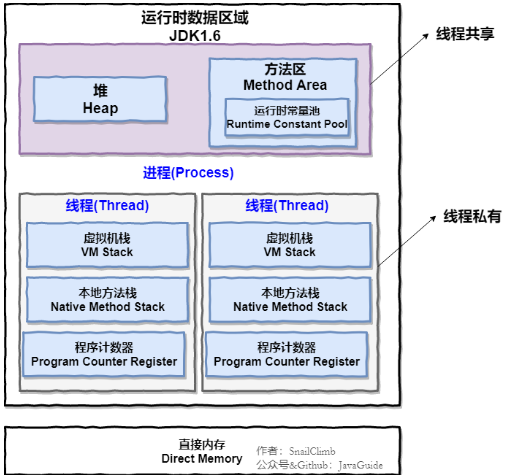 运行时数据区域
JDK1.6
线程共享
堆
Heap
方法区
Method Area
运行时常量池
Runtime Constant Pool
进程(Process)
线程(Thread)
虚拟机栈
VM Stack
本地方法栈
Native Method Stack
程序计数器
Program Counter Register
线程(Thread)
虚拟机栈
VM Stack
本地方法栈
Native Method Stack
程序计数器
Program Counter Register
线程私有
直接内存
Direct Memory
作者：SnailClimb
公众号&Github：JavaGuide